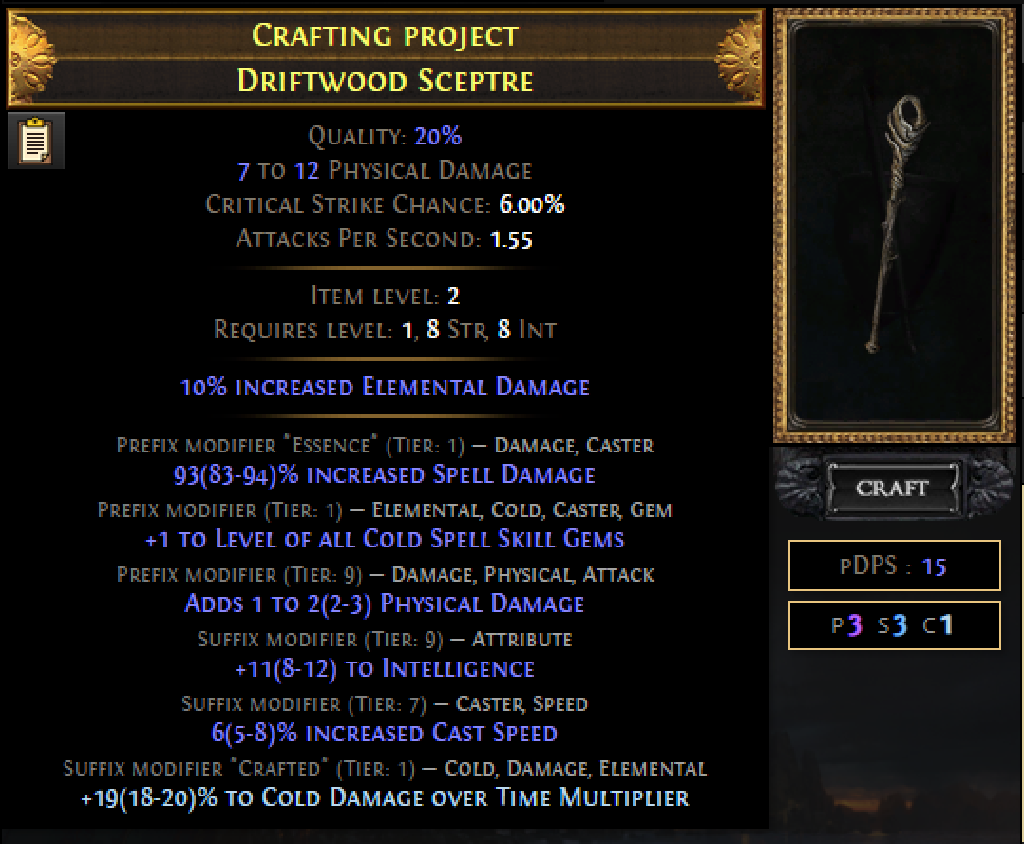 Crafting project
Driftwood Sceptre
Quality: 20%
7 to 12 Physical Damage
Critical Strike Chance: 6.00%
Attacks Per Second: 1.55
Item level: 2
Requires level: 1, 8 Str, 8 Int
10% increased Elemental Damage
Prefix modifier "Essence" (Tier: 1) — Damage, Caster
93(83-94)% increased Spell Damage
Prefix modifier (Tier: 1) — Elemental, Cold, Caster, Gem
+1 to Level of all Cold Spell Skill Gems
Prefix modifier (Tier: 9) — Damage, Physical, Attack
Adds 1 to 2(2-3) Physical Damage
Suffix modifier (Tier: 9) — Attribute
+11(8-12) to Intelligence
Suffix modifier (Tier: 7) — Caster, Speed
6(5-8)% increased Cast Speed
Suffix modifier "Crafted" (Tier: 1) — Cold, Damage, Elemental
+19(18-20)% to Cold Damage over Time Multiplier
CRAFT
pDPS : 15
P3 S3 C1